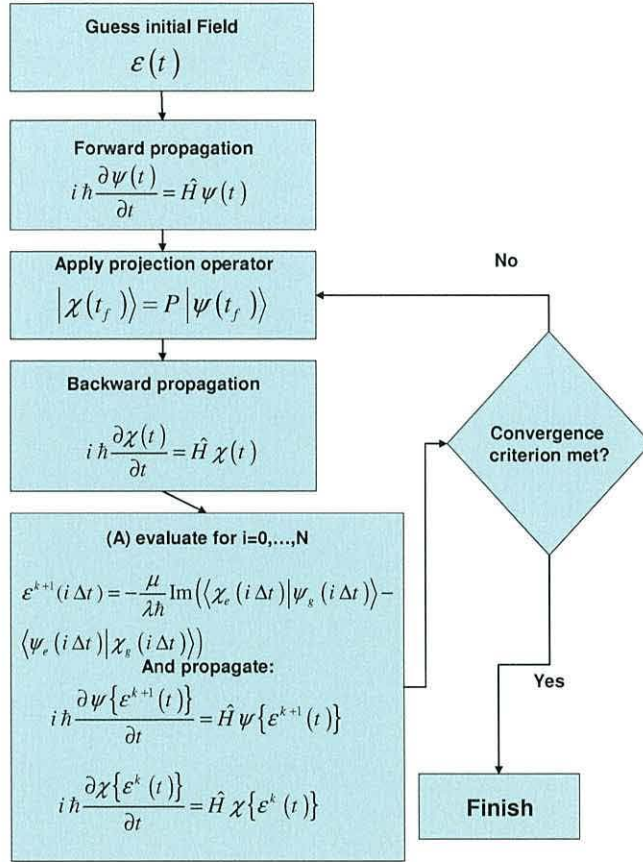 Guess initial Field
ε(t)
Forward propagation
iħ ∂ψ(t)/∂t = Ĥψ(t)
Apply projection operator
|χ(t_f)⟩ = P|ψ(t_f)⟩
Backward propagation
iħ ∂χ(t)/∂t = Ĥχ(t)
(A) evaluate for i=0,...,N
ε^{k+1}(iΔt) = −μ/λħ Im(⟨χ_e(iΔt)|ψ_g(iΔt)⟩−
⟨ψ_e(iΔt)|χ_g(iΔt)⟩)
And propagate:
iħ ∂ψ{ε^{k+1}(t)}/∂t = Ĥψ{ε^{k+1}(t)}
iħ ∂χ{ε^k(t)}/∂t = Ĥχ{ε^k(t)}
No
Convergence
criterion met?
Yes
Finish